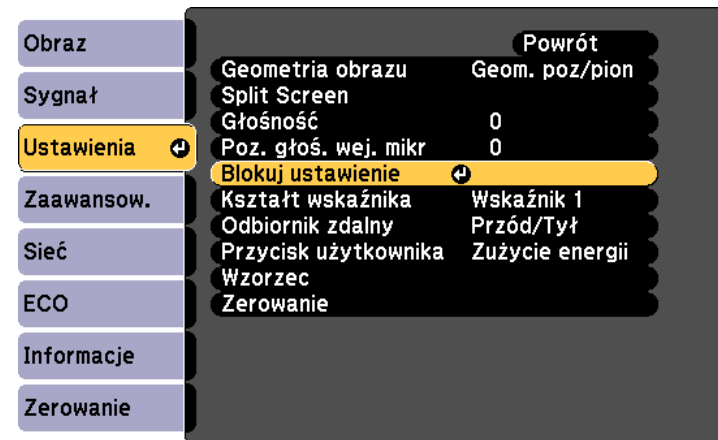 Obraz
Sygnał
Ustawienia
Zaawansow.
Sieć
ECO
Informacje
Zerowanie
Powrót
Geometria obrazu Geom. poz/pion
Split Screen
Głośność 0
Poz. głoś. wej. mikr 0
Blokuj ustawienie
Kształt wskaźnika Wskaźnik 1
Odbiornik zdalny Przód/Tył
Przycisk użytkownika Zużycie energii
Wzorzec
Zerowanie